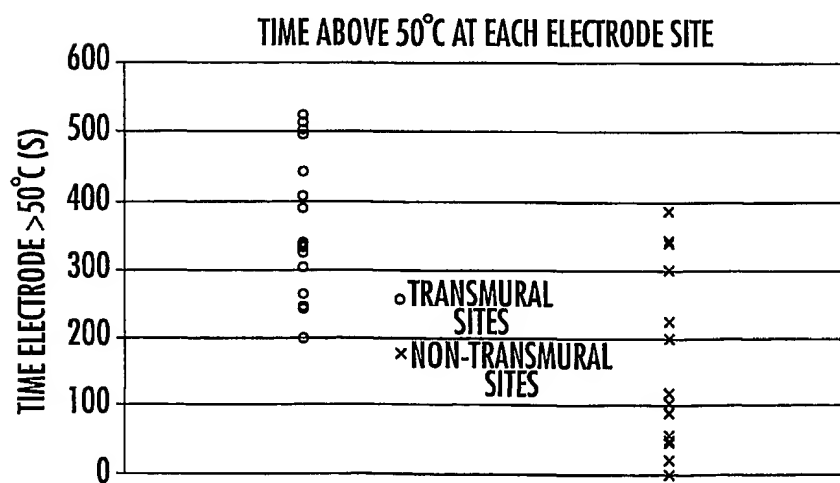 TIME ABOVE 50°C AT EACH ELECTRODE SITE
TIME ELECTRODE >50°C (S)
600
500
400
300
200
100
0
TRANSMURAL
SITES
NON-TRANSMURAL
SITES